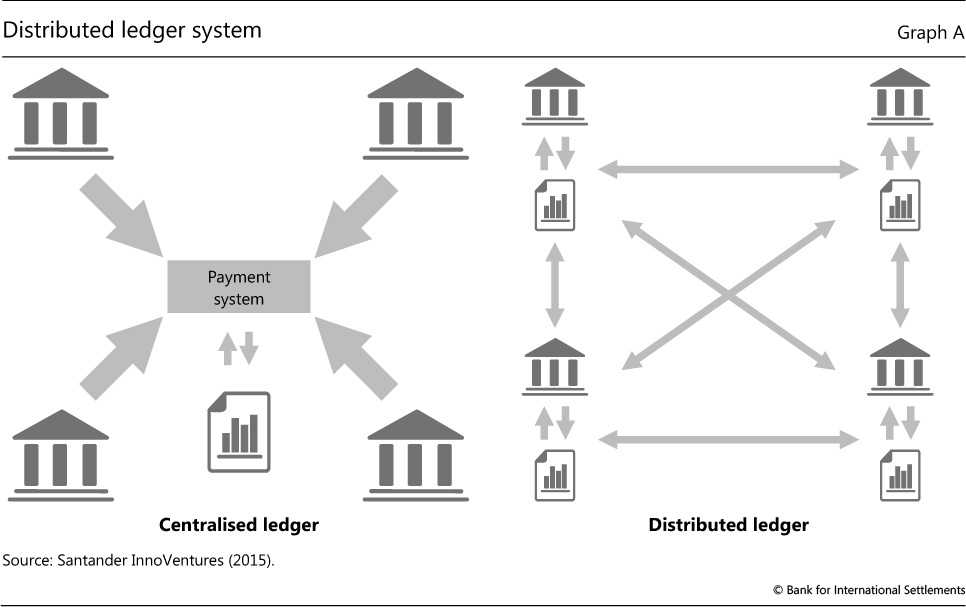 Distributed ledger system
Graph A
Payment
system
Centralised ledger
Distributed ledger
Source: Santander InnoVentures (2015).
© Bank for International Settlements